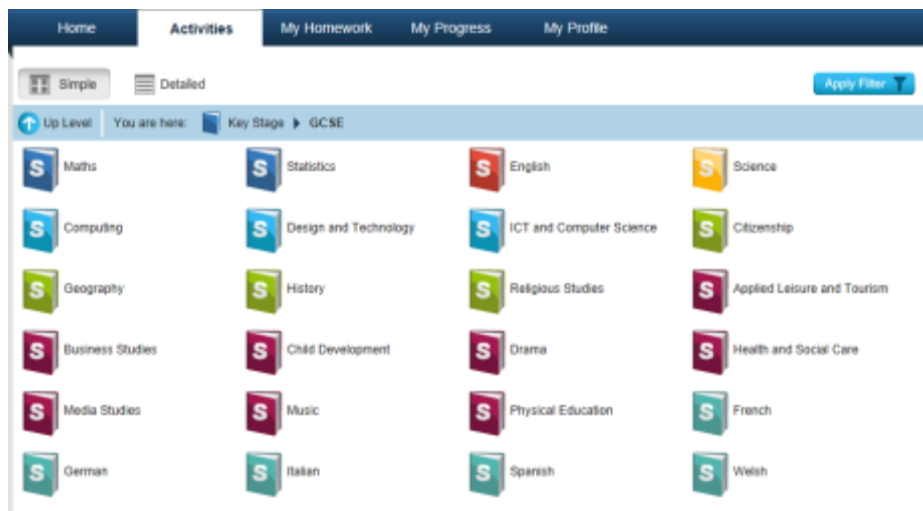 Home Activities My Homework My Progress My Profile
Simple Detailed Apply Filter
Up Level You are here: Key Stage GCSE
S Maths S Statistics S English S Science
S Computing S Design and Technology S ICT and Computer Science S Citizenship
S Geography S History S Religious Studies S Applied Leisure and Tourism
S Business Studies S Child Development S Drama S Health and Social Care
S Media Studies S Music S Physical Education S French
S German S Italian S Spanish S Welsh